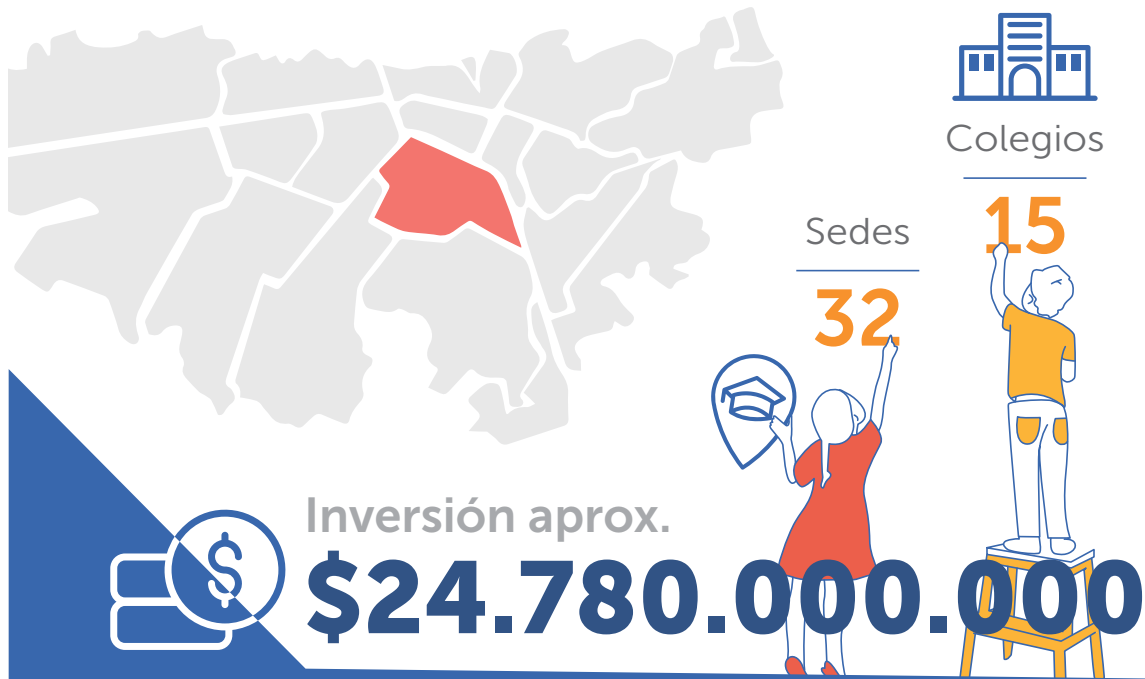 Colegios
15
Sedes
32
Inversión aprox.
$24.780.000.000